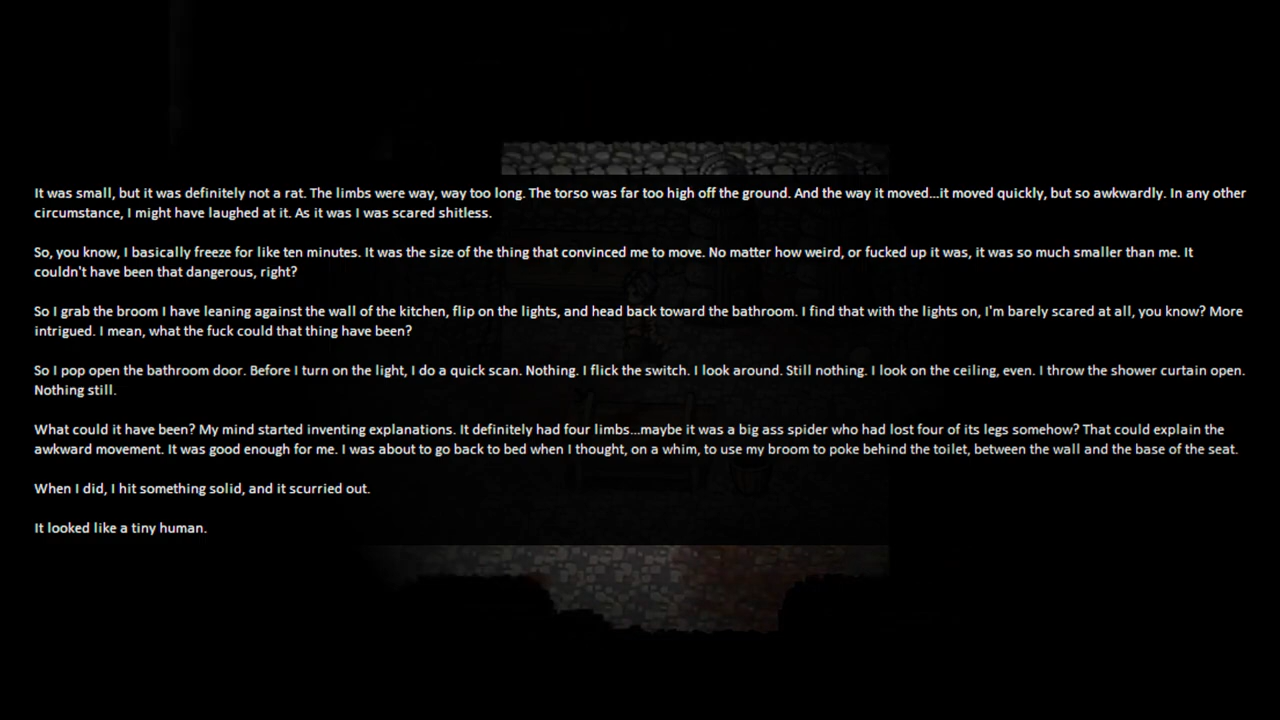 It was small, but it was definitely not a rat. The limbs were way, way too long. The torso was far too high off the ground. And the way it moved...it moved quickly, but so awkwardly. In any other
circumstance, I might have laughed at it. As it was I was scared shitless.
So, you know, I basically freeze for like ten minutes. It was the size of the thing that convinced me to move. No matter how weird, or fucked up it was, it was so much smaller than me. It
couldn't have been that dangerous, right?
So I grab the broom I have leaning against the wall of the kitchen, flip on the lights, and head back toward the bathroom. I find that with the lights on, I'm barely scared at all, you know? More
intrigued. I mean, what the fuck could that thing have been?
So I pop open the bathroom door. Before I turn on the light, I do a quick scan. Nothing. I flick the switch. I look around. Still nothing. I look on the ceiling, even. I throw the shower curtain open.
Nothing still.
What could it have been? My mind started inventing explanations. It definitely had four limbs...maybe it was a big ass spider who had lost four of its legs somehow? That could explain the
awkward movement. It was good enough for me. I was about to go back to bed when I thought, on a whim, to use my broom to poke behind the toilet, between the wall and the base of the seat.
When I did, I hit something solid, and it scurried out.
It looked like a tiny human.